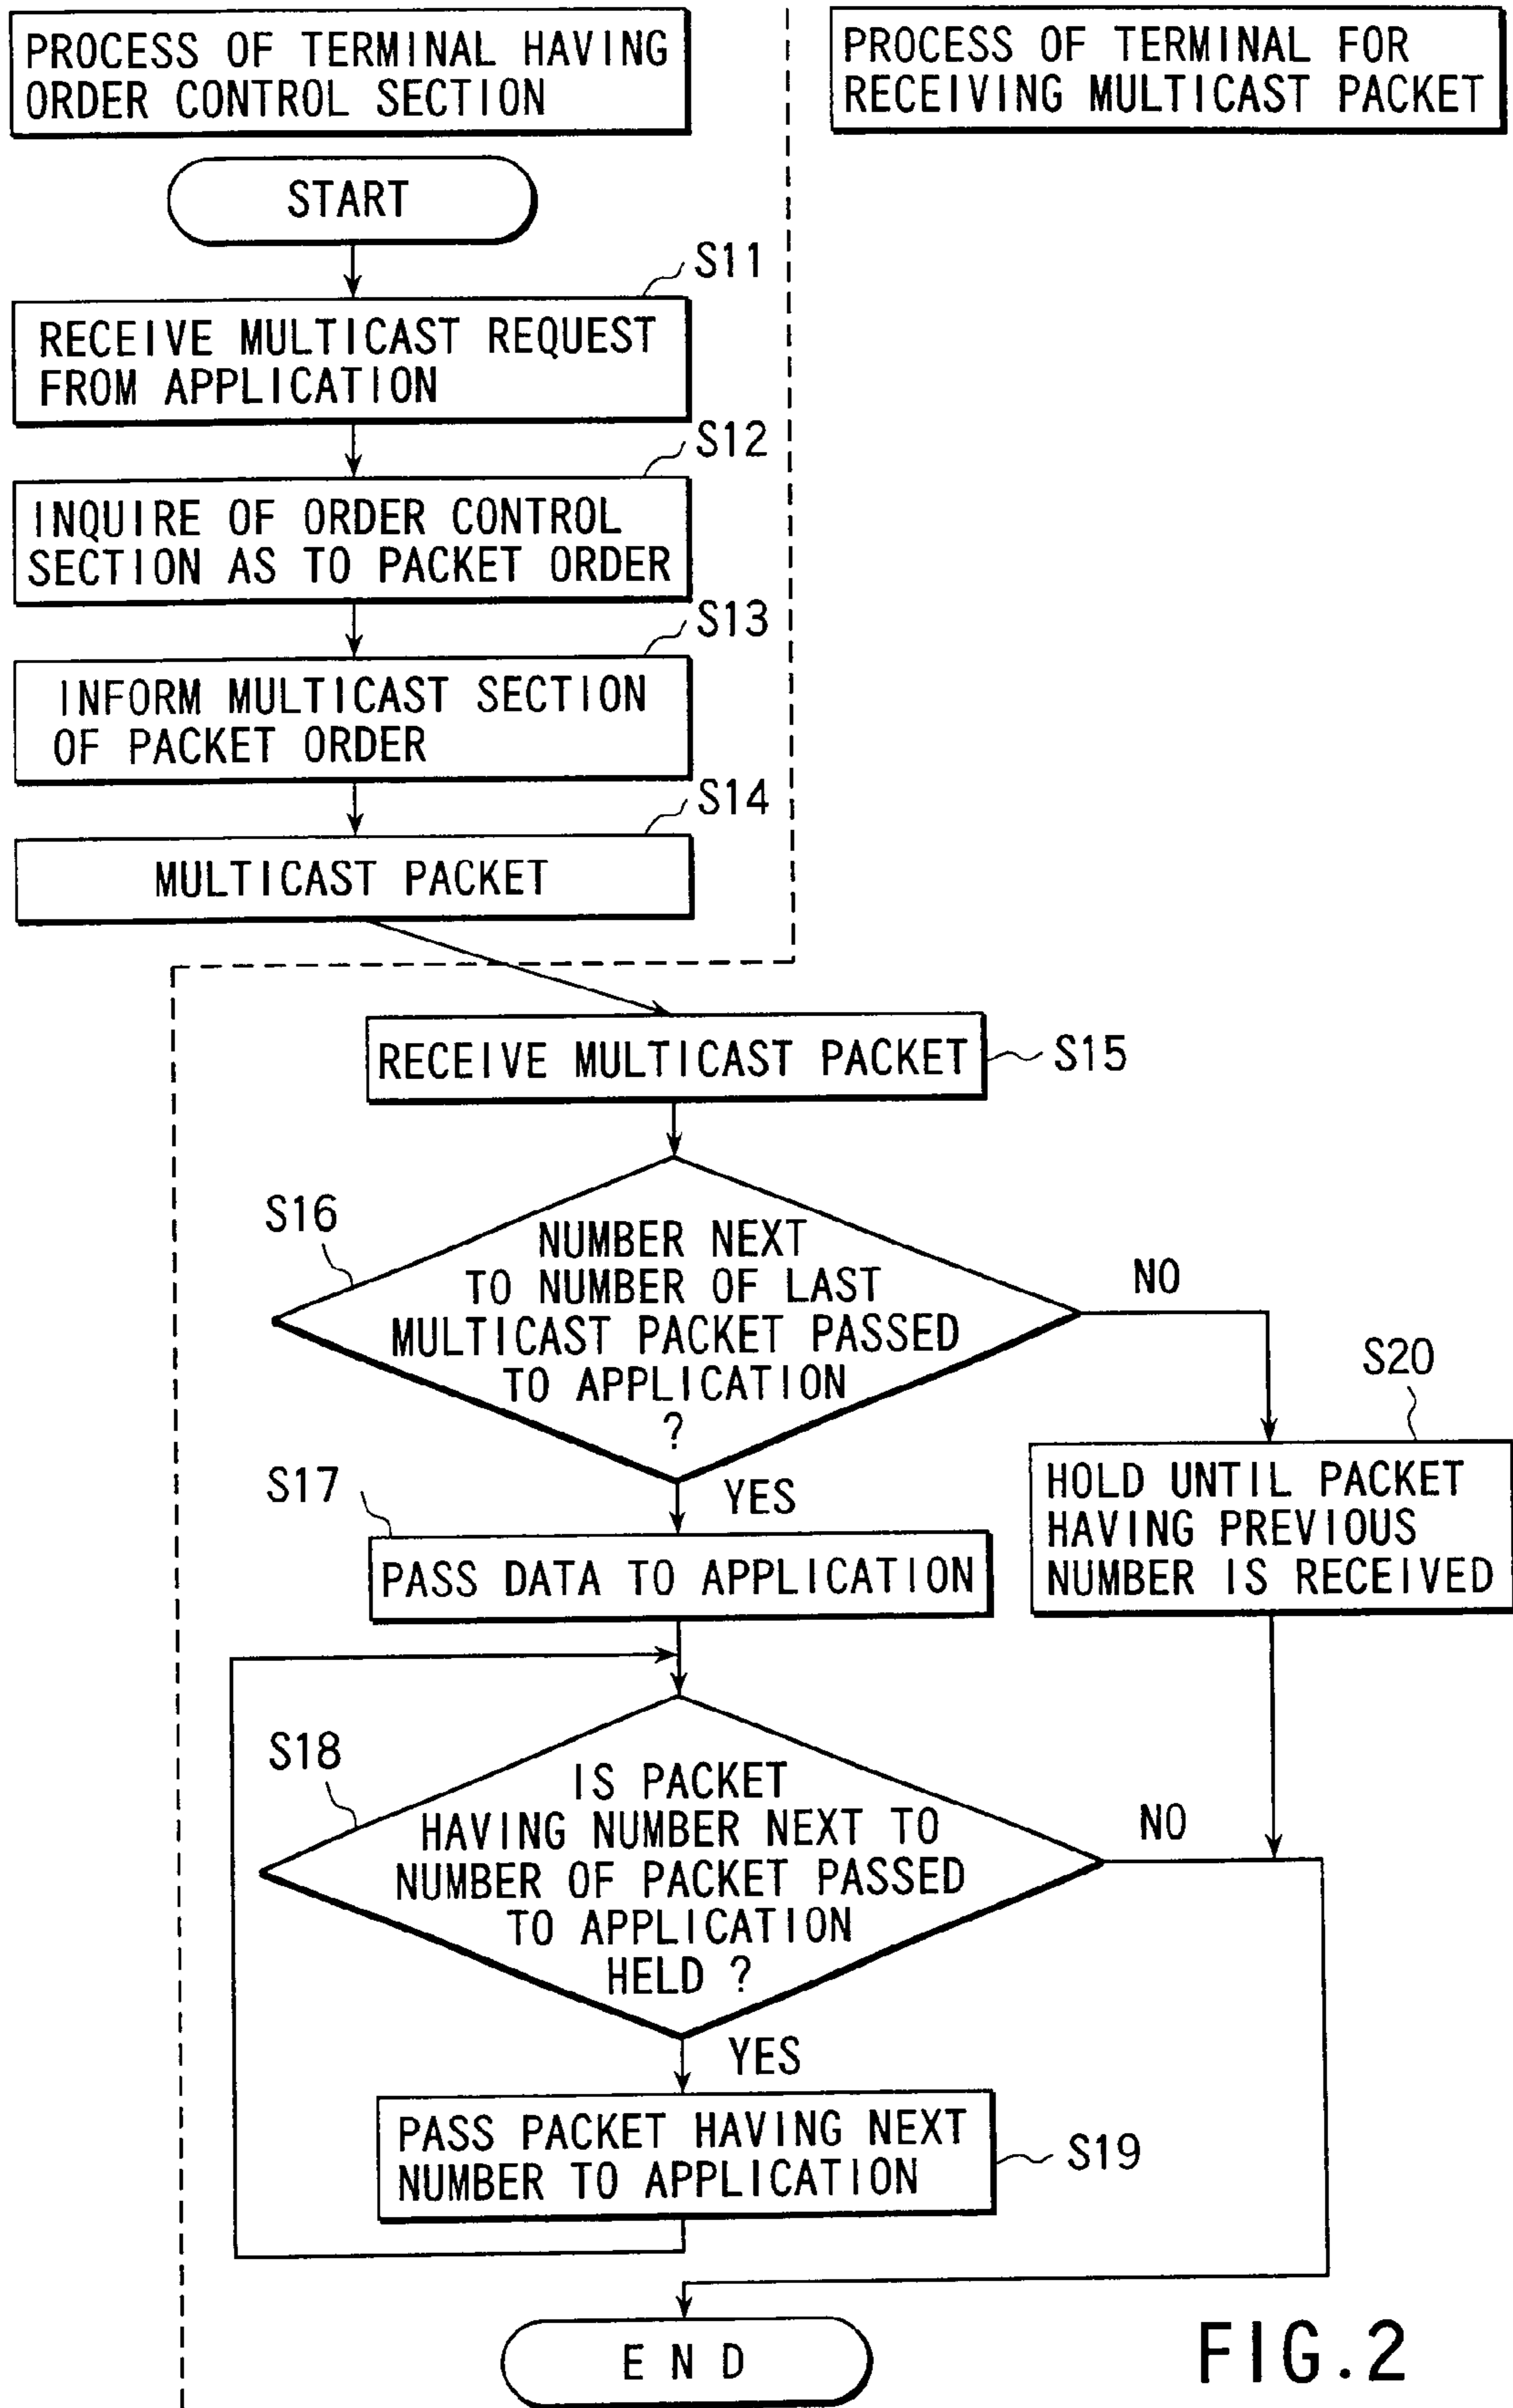 PROCESS OF TERMINAL HAVING
ORDER CONTROL SECTION
PROCESS OF TERMINAL FOR
RECEIVING MULTICAST PACKET
START
S11
RECEIVE MULTICAST REQUEST
FROM APPLICATION
S12
INQUIRE OF ORDER CONTROL
SECTION AS TO PACKET ORDER
S13
INFORM MULTICAST SECTION
OF PACKET ORDER
S14
MULTICAST PACKET
RECEIVE MULTICAST PACKET
S15
S16
NUMBER NEXT
TO NUMBER OF LAST
MULTICAST PACKET PASSED
TO APPLICATION
?
NO
S20
HOLD UNTIL PACKET
HAVING PREVIOUS
NUMBER IS RECEIVED
YES
S17
PASS DATA TO APPLICATION
S18
IS PACKET
HAVING NUMBER NEXT TO
NUMBER OF PACKET PASSED
TO APPLICATION
HELD ?
NO
YES
PASS PACKET HAVING NEXT
NUMBER TO APPLICATION
S19
END
FIG.2